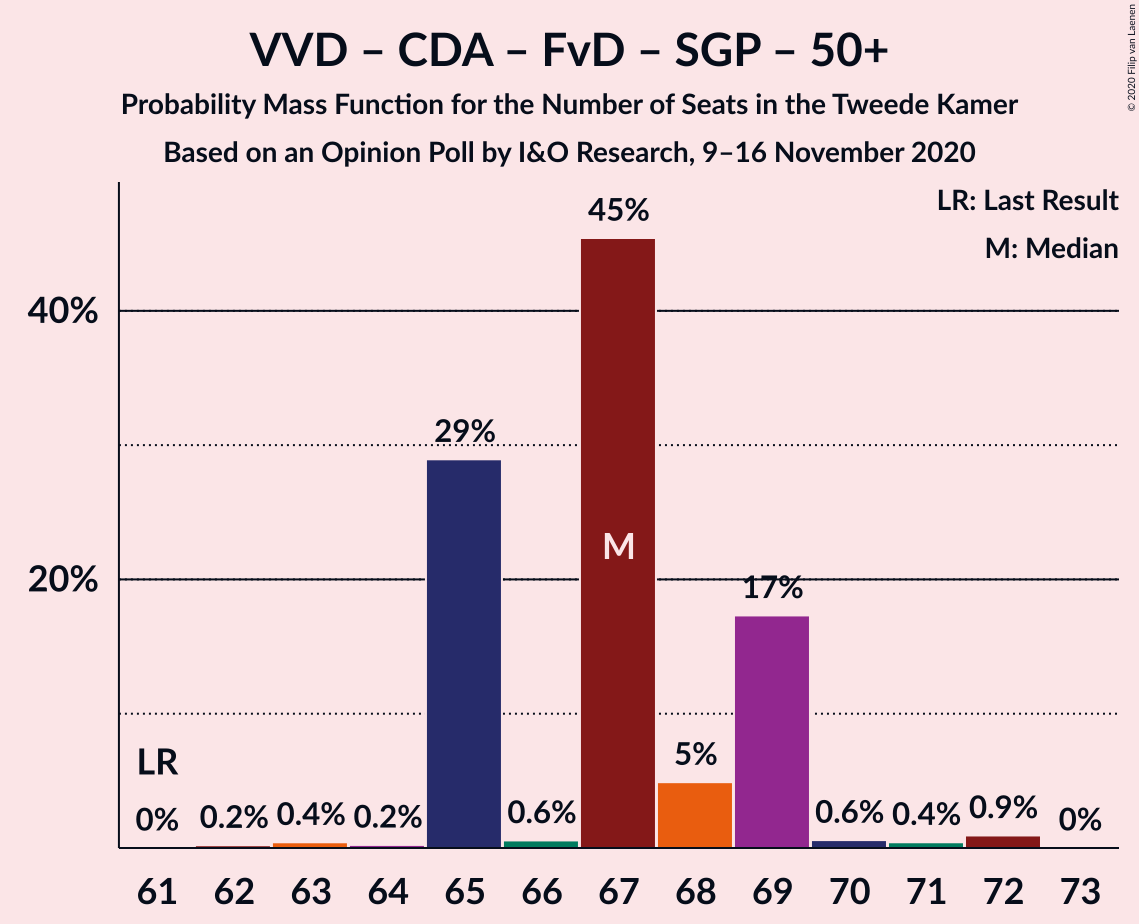 VVD – CDA – FvD – SGP – 50+
Probability Mass Function for the Number of Seats in the Tweede Kamer
Based on an Opinion Poll by I&O Research, 9–16 November 2020
© 2020 Filip van Laenen
LR: Last Result
M: Median
45%
40%
29%
M
20%
17%
LR
5%
0% 0.2% 0.4% 0.2% 0.6% 0.6% 0.4% 0.9% 0%
61 62 63 64 65 66 67 68 69 70 71 72 73